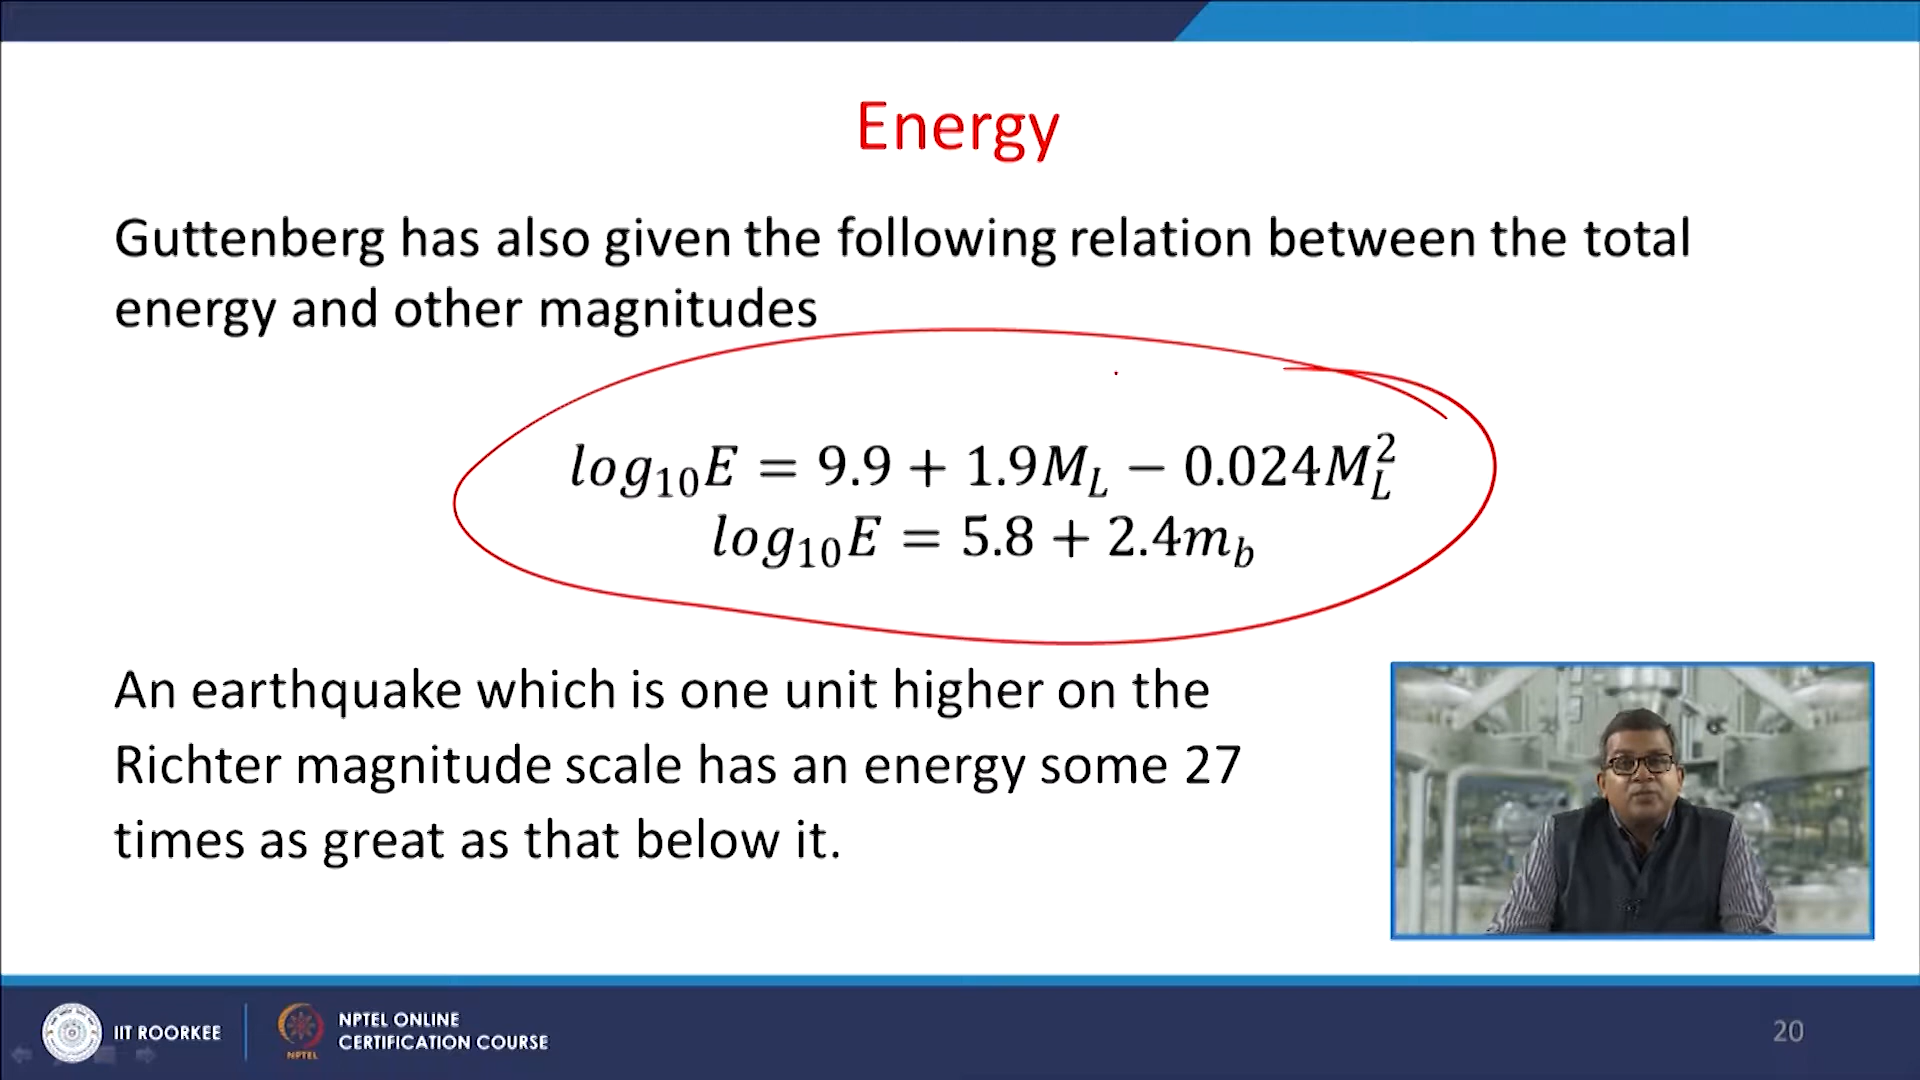 Energy
Guttenberg has also given the following relation between the total
energy and other magnitudes
log₁₀E = 9.9 + 1.9M_L − 0.024M_L²
log₁₀E = 5.8 + 2.4m_b
An earthquake which is one unit higher on the
Richter magnitude scale has an energy some 27
times as great as that below it.
IIT ROORKEE
NPTEL
NPTEL ONLINE
CERTIFICATION COURSE
20